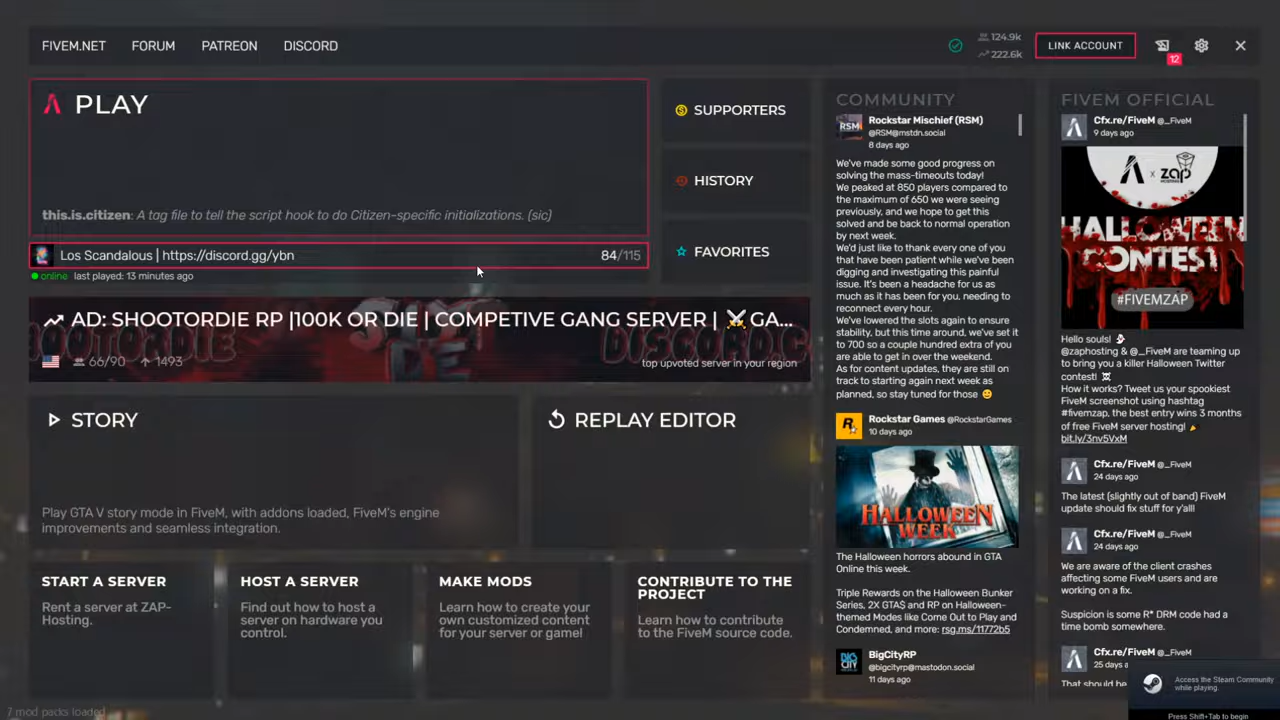 FIVEM.NET FORUM PATREON DISCORD
124.9k
222.6k
LINK ACCOUNT
12
PLAY
this.is.citizen: A tag file to tell the script hook to do Citizen-specific initializations. (sic)
Los Scandalous | https://discord.gg/ybn 84/115
online last played: 13 minutes ago
SUPPORTERS
HISTORY
FAVORITES
AD: SHOOTORDIE RP |100K OR DIE | COMPETIVE GANG SERVER | ⚔️GA...
66/90 1493
top upvoted server in your region
STORY
Play GTA V story mode in FiveM, with addons loaded, FiveM's engine
improvements and seamless integration.
REPLAY EDITOR
START A SERVER
Rent a server at ZAP-
Hosting.
HOST A SERVER
Find out how to host a
server on hardware you
control.
MAKE MODS
Learn how to create your
own customized content
for your server or game!
CONTRIBUTE TO THE
PROJECT
Learn how to contribute
to the FiveM source code.
7 mod packs loaded
COMMUNITY
RSM
Rockstar Mischief (RSM)
@RSM@mstdn.social
8 days ago
We've made some good progress on
solving the mass-timeouts today!
We peaked at 850 players compared to
the maximum of 650 we were seeing
previously, and we hope to get this
solved and be back to normal operation
by next week.
We'd just like to thank every one of you
that have been patient while we've been
digging and investigating this painful
issue. It's been a headache for us as
much as it has been for you, needing to
reconnect every hour.
We've lowered the slots again to ensure
stability, but this time around, we've set it
to 700 so a couple hundred extra of you
are able to get in over the weekend.
As for content updates, they are still on
track to starting again next week as
planned, so stay tuned for those 🙂
Rockstar Games @RockstarGames
10 days ago
HALLOWEEN
WEEK
The Halloween horrors abound in GTA
Online this week.
Triple Rewards on the Halloween Bunker
Series, 2X GTA$ and RP on Halloween-
themed Modes like Come Out to Play and
Condemned, and more: rsg.ms/11772b5
BIG
CITY
BigCityRP
@bigcityrp@mastodon.social
11 days ago
FIVEM OFFICIAL
Cfx.re/FiveM @_FiveM
9 days ago
x zap
HALLOWEEN
CONTEST
#FIVEMZAP
Hello souls! 👻
@zaphosting & @_FiveM are teaming up
to bring you a killer Halloween Twitter
contest! ☠️
How it works? Tweet us your spookiest
FiveM screenshot using hashtag
#fivemzap, the best entry wins 3 months
of free FiveM server hosting! 🎉
bit.ly/3nv5VxM
Cfx.re/FiveM @_FiveM
24 days ago
The latest (slightly out of band) FiveM
update should fix stuff for y'all!
Cfx.re/FiveM @_FiveM
24 days ago
We are aware of the client crashes
affecting some FiveM users and are
working on a fix.
Suspicion is some R* DRM code had a
time bomb somewhere.
Cfx.re/FiveM @_FiveM
25 days a
That should be
Access the Steam Community
while playing.
Press Shift+Tab to begin